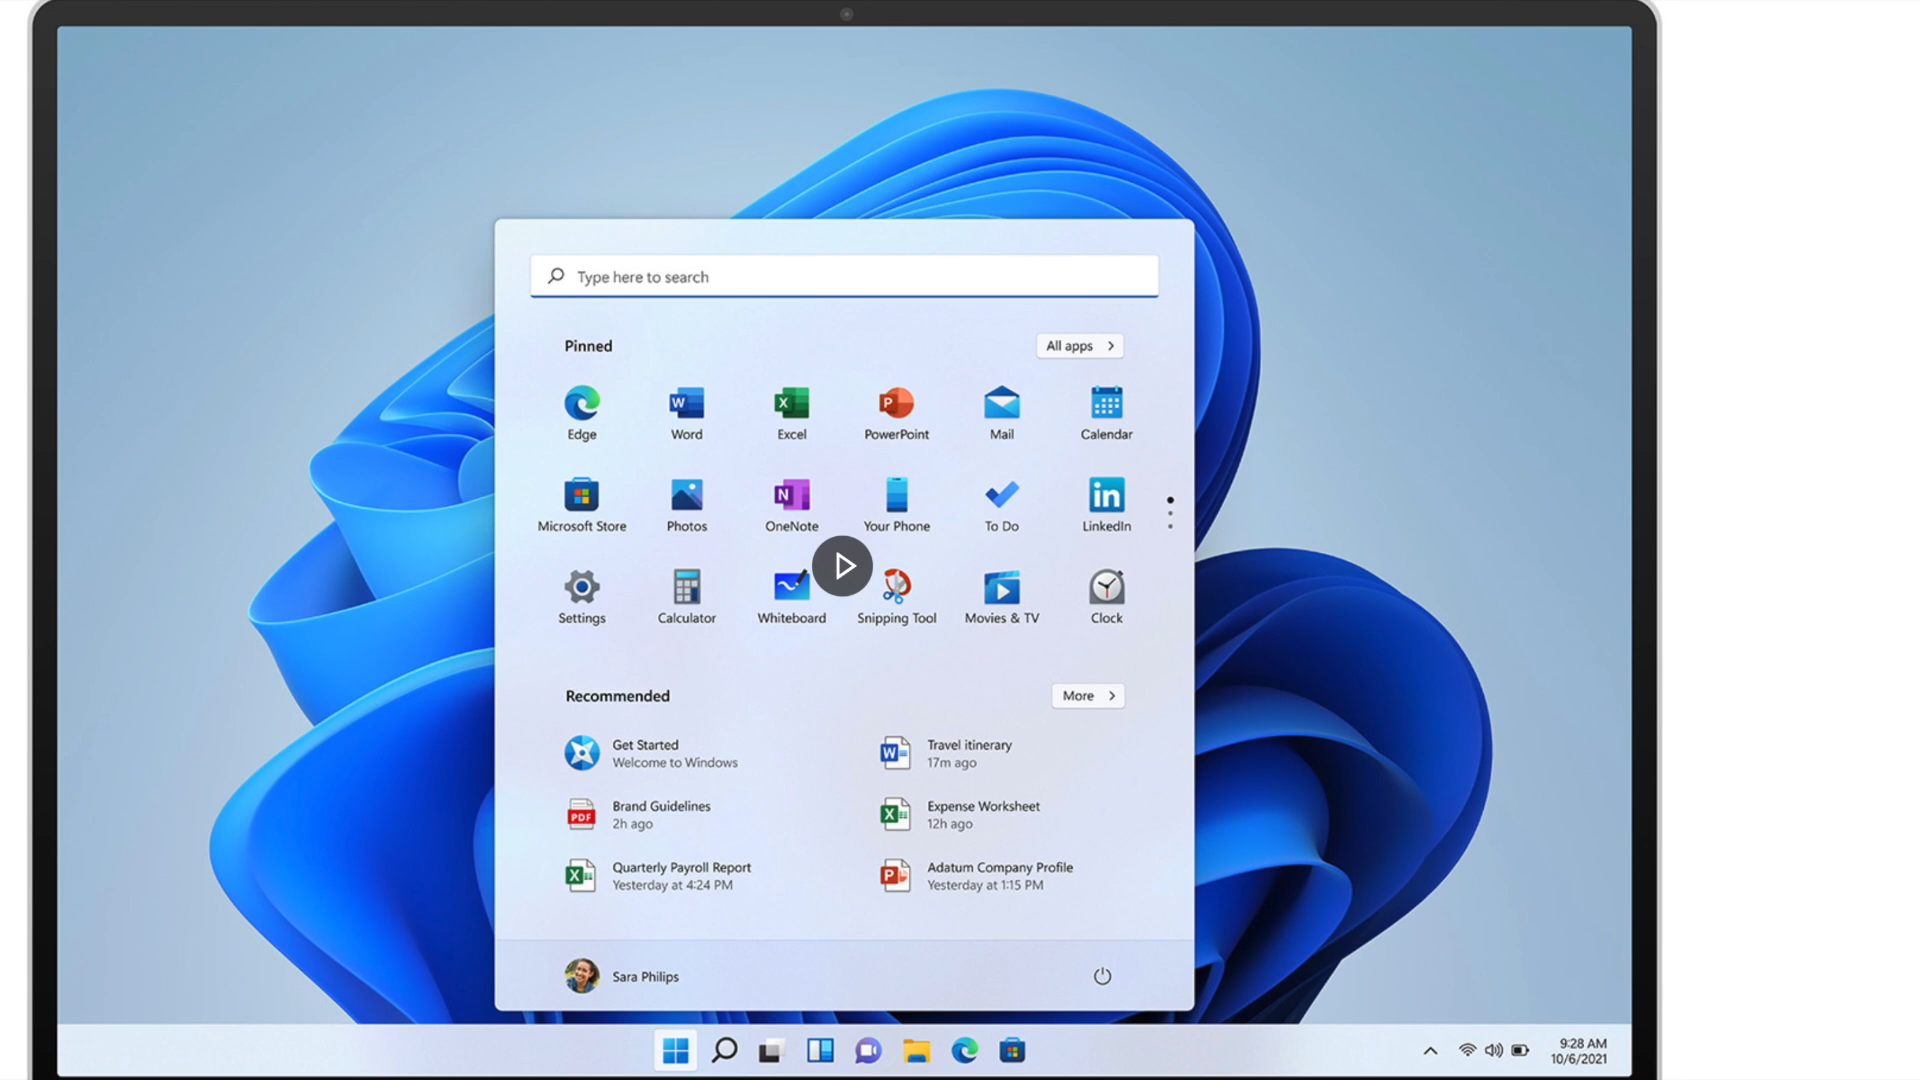 Type here to search
Pinned
All apps
Edge
Word
Excel
PowerPoint
Mail
Calendar
Microsoft Store
Photos
OneNote
Your Phone
To Do
LinkedIn
Settings
Calculator
Whiteboard
Snipping Tool
Movies & TV
Clock
Recommended
More
Get Started
Welcome to Windows
Travel itinerary
17m ago
Brand Guidelines
2h ago
Expense Worksheet
12h ago
Quarterly Payroll Report
Yesterday at 4:24 PM
Adatum Company Profile
Yesterday at 1:15 PM
Sara Philips
9:28 AM
10/6/2021
W
X
P
N
in
W
PDF
X
X
P